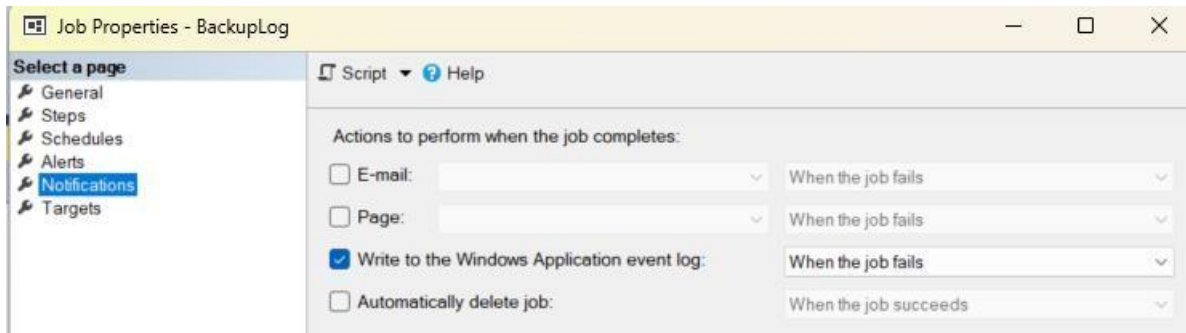 Job Properties - BackupLog
Select a page
General
Steps
Schedules
Alerts
Notifications
Targets
Script Help
Actions to perform when the job completes:
E-mail: When the job fails
Page: When the job fails
Write to the Windows Application event log: When the job fails
Automatically delete job: When the job succeeds